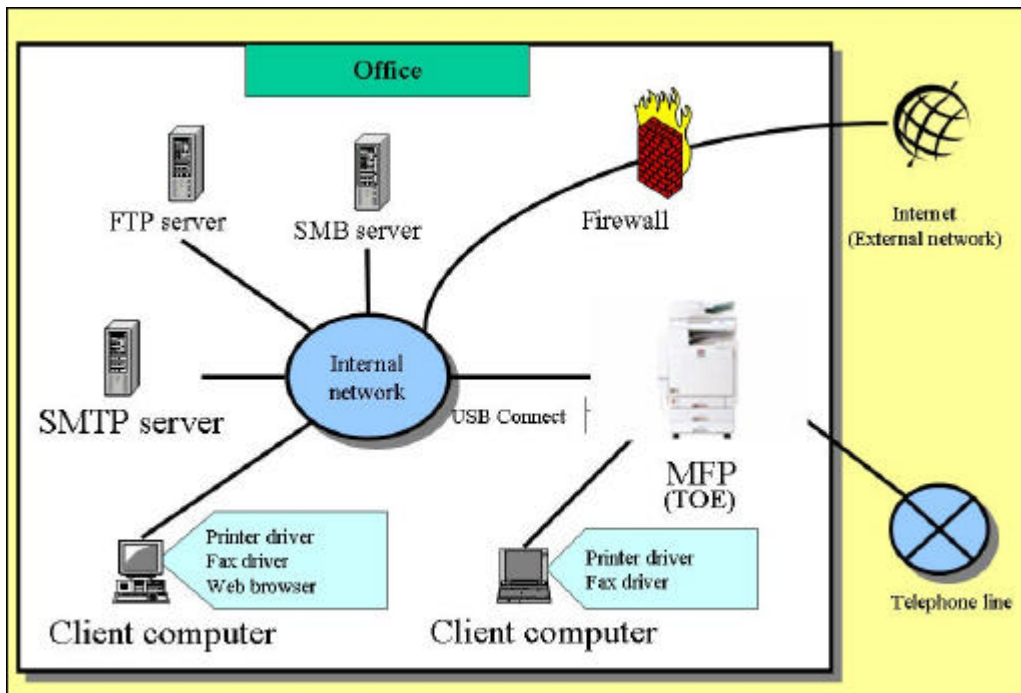 Office
FTP server
SMB server
Firewall
Internet
(External network)
Internal
network
SMTP server
USB Connect
MFP
(TOE)
Printer driver
Fax driver
Web browser
Client computer
Printer driver
Fax driver
Client computer
Telephone line